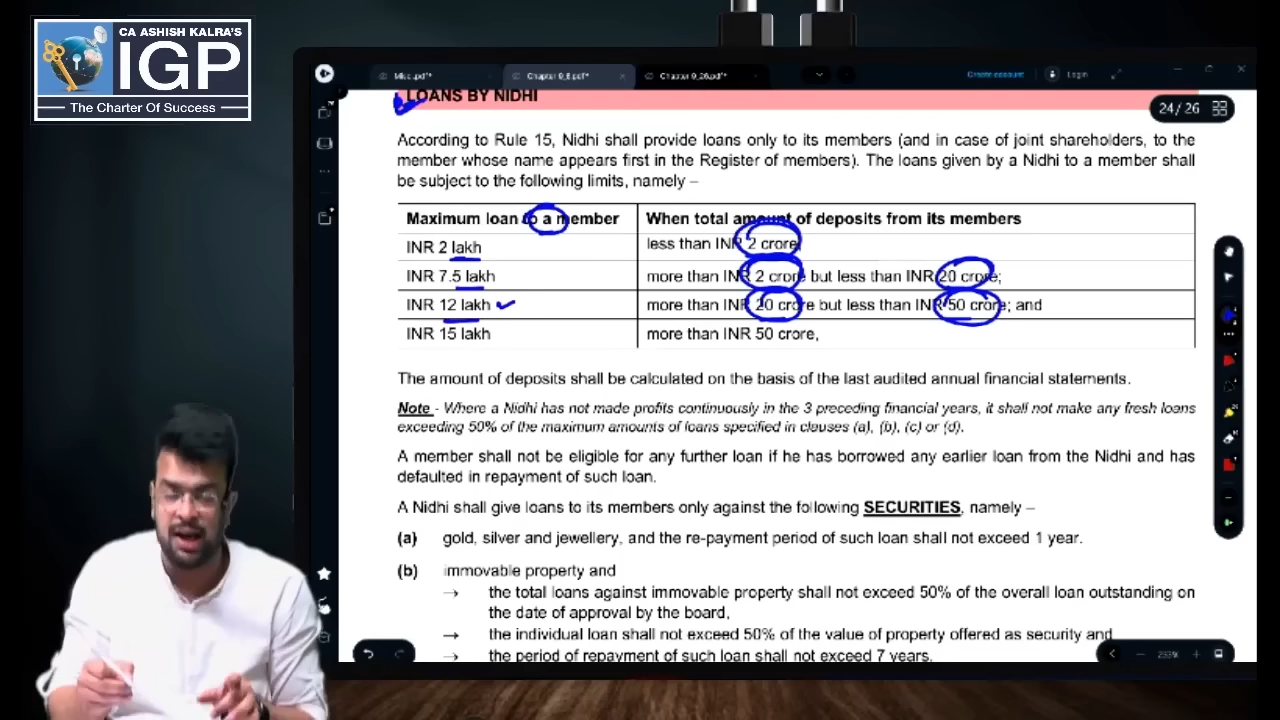 CA ASHISH KALRA'S
IGP
The Charter Of Success
Misc.pdf*
Chapter 9_8.pdf*
Chapter 9_26.pdf*
Create account
Login
LOANS BY NIDHI
24 / 26
According to Rule 15, Nidhi shall provide loans only to its members (and in case of joint shareholders, to the
member whose name appears first in the Register of members). The loans given by a Nidhi to a member shall
be subject to the following limits, namely –
Maximum loan to a member When total amount of deposits from its members
INR 2 lakh less than INR 2 crore;
INR 7.5 lakh more than INR 2 crore but less than INR 20 crore;
INR 12 lakh more than INR 20 crore but less than INR 50 crore; and
INR 15 lakh more than INR 50 crore,
The amount of deposits shall be calculated on the basis of the last audited annual financial statements.
Note - Where a Nidhi has not made profits continuously in the 3 preceding financial years, it shall not make any fresh loans
exceeding 50% of the maximum amounts of loans specified in clauses (a), (b), (c) or (d).
A member shall not be eligible for any further loan if he has borrowed any earlier loan from the Nidhi and has
defaulted in repayment of such loan.
A Nidhi shall give loans to its members only against the following SECURITIES, namely –
(a) gold, silver and jewellery, and the re-payment period of such loan shall not exceed 1 year.
(b) immovable property and
→ the total loans against immovable property shall not exceed 50% of the overall loan outstanding on
the date of approval by the board,
→ the individual loan shall not exceed 50% of the value of property offered as security and
→ the period of repayment of such loan shall not exceed 7 years.